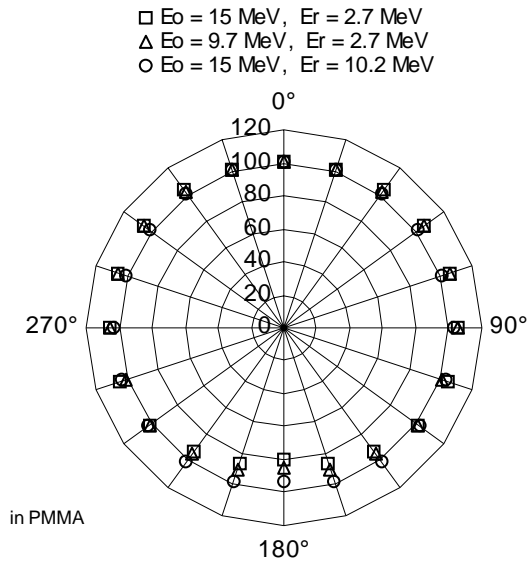 □ Eo = 15 MeV, Er = 2.7 MeV
△ Eo = 9.7 MeV, Er = 2.7 MeV
○ Eo = 15 MeV, Er = 10.2 MeV
0°
120
100
80
60
40
20
0
270°
90°
in PMMA
180°